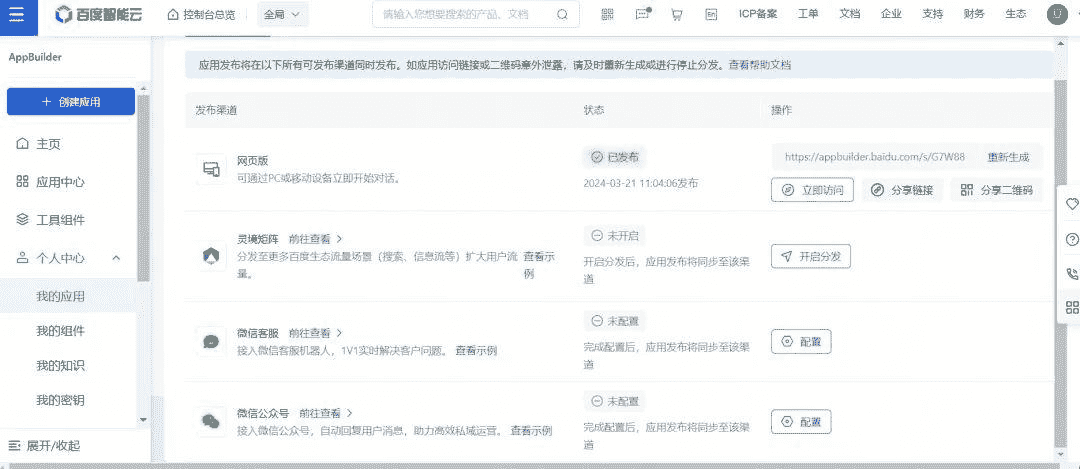 百度智能云 控制台总览 全局 请输入您想要搜索的产品、文档 En ICP备案 工单 文档 企业 支持 财务 生态
AppBuilder
+ 创建应用
主页
应用中心
工具组件
个人中心
我的应用
我的组件
我的知识
我的密钥
展开/收起
应用发布将在以下所有可发布渠道同时发布。如应用访问链接或二维码意外泄露，请及时重新生成或进行停止分发。查看帮助文档
发布渠道 状态 操作
网页版
可通过PC或移动设备立即开始对话。
已发布
2024-03-21 11:04:06发布
https://appbuilder.baidu.com/s/G7W88 重新生成
立即访问 分享链接 分享二维码
灵境矩阵 前往查看
分发至更多百度生态流量场景（搜索、信息流等）扩大用户流
量。
查看示
例
未开启
开启分发后，应用发布将同步至该渠
道
开启分发
微信客服 前往查看
接入微信客服机器人，1V1实时解决客户问题。 查看示例
未配置
完成配置后，应用发布将同步至该渠
道
配置
微信公众号 前往查看
接入微信公众号，自动回复用户消息，助力高效私域运营。 查看示例
未配置
完成配置后，应用发布将同步至该渠
道
配置